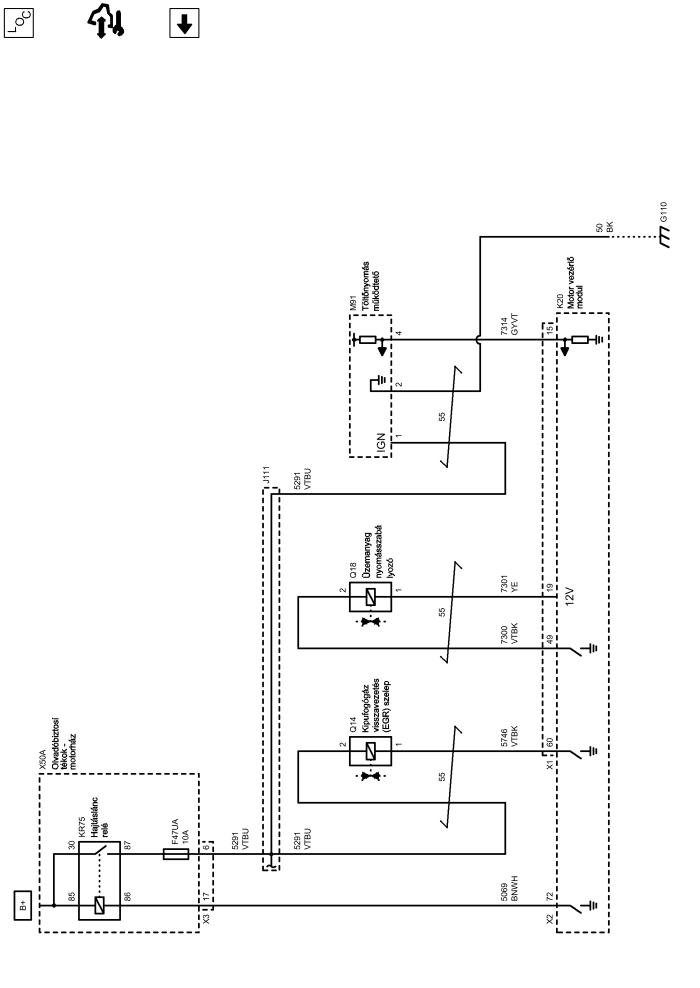 LOC
B+
X50A
Olvadóbiztosí
tékok -
motorház
KR75
Hajtáslánc
relé
85
30
86
87
F47UA
10A
X3
17
6
5291
VTBU
J111
5291
VTBU
5291
VTBU
Q14
Kipufogógáz
visszavezetés
(EGR) szelep
2
1
Q18
Üzemanyag
nyomásszabá
lyozó
2
1
M91
Töltőnyomás
működtető
IGN
1
2
4
55
55
55
5069
BNWH
5746
VTBK
7300
VTBK
7301
YE
7314
GYVT
50
BK
G110
X2
72
X1
60
49
19
15
12V
K20
Motor vezérlő
modul